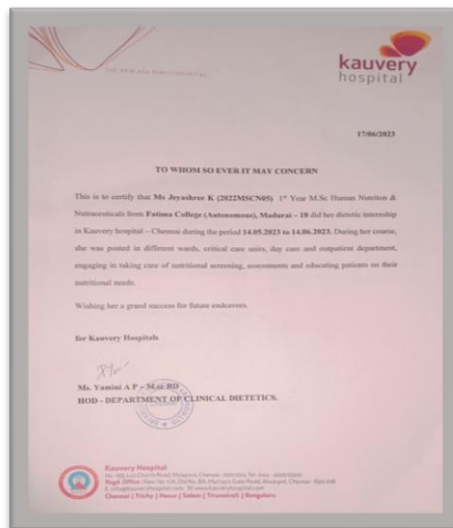 kauvery
hospital
17/06/2023
TO WHOM SO EVER IT MAY CONCERN
This is to certify that Ms Jeyashree K (2022MSCN05) 1st Year M.Sc Human Nutrition &
Nutraceuticals from Fatima College (Autonomous), Madurai – 18 did her dietetic internship
in Kauvery hospital – Chennai during the period 14.05.2023 to 14.06.2023. During her course,
she was posted in different wards, critical care units, day care and outpatient department,
engaging in taking care of nutritional screening, assessments and educating patients on their
nutritional needs.
Wishing her a grand success for future endeavors.
for Kauvery Hospitals
Ms. Yamini A P – M.sc RD
HOD - DEPARTMENT OF CLINICAL DIETETICS.
Kauvery Hospital
Chennai | Trichy | Hosur | Salem | Tirunelveli | Bengaluru